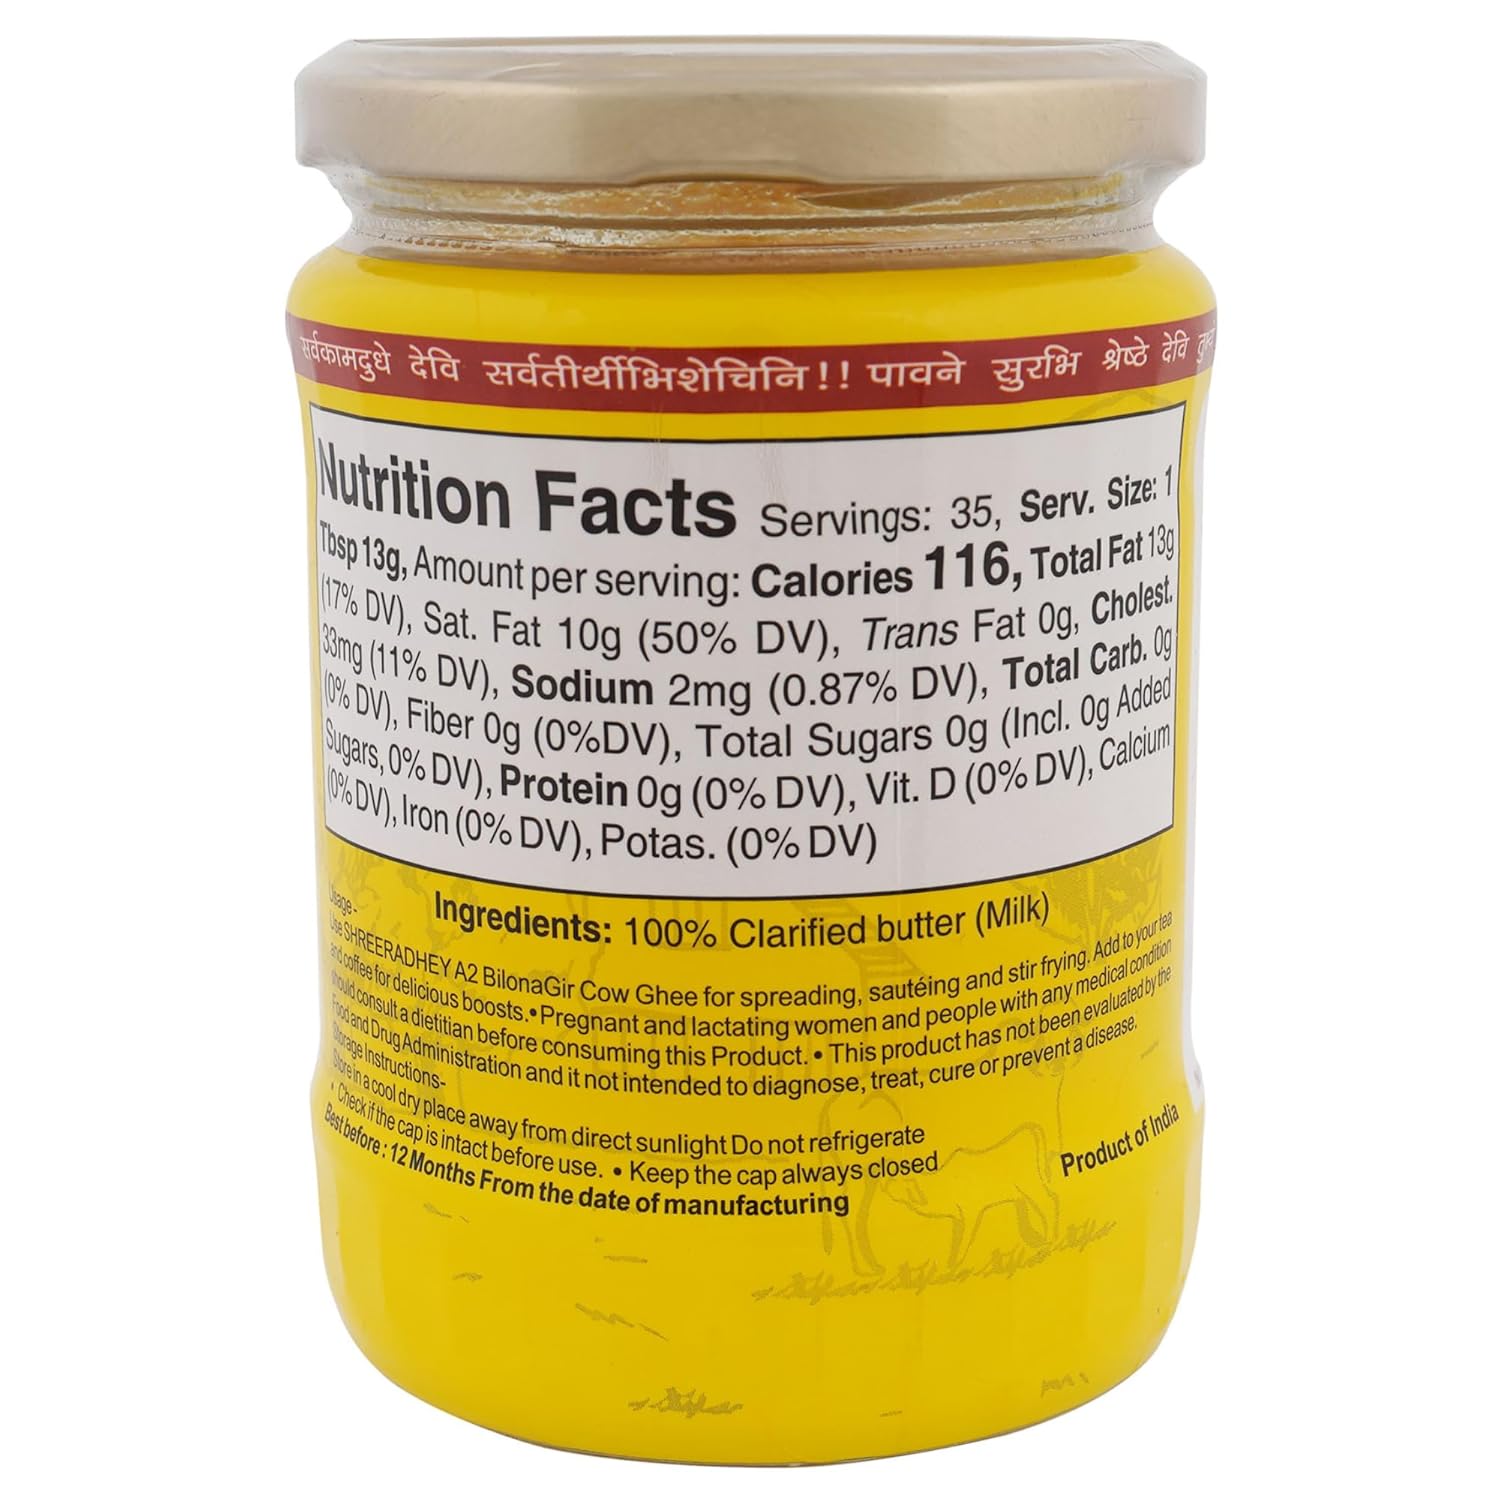 सर्वकामदुधे देवि सर्वतीर्थीभिशेचिनि!! पावने सुरभि श्रेष्ठे देवि
Nutrition Facts Servings: 35, Serv. Size: 1
Tbsp 13g, Amount per serving: Calories 116, Total Fat 13g
(17% DV), Sat. Fat 10g (50% DV), Trans Fat 0g, Cholest.
33mg (11% DV), Sodium 2mg (0.87% DV), Total Carb. 0g
(0% DV), Fiber 0g (0%DV), Total Sugars 0g (Incl. 0g Added
Sugars, 0% DV), Protein 0g (0% DV), Vit. D (0% DV), Calcium
(0% DV), Iron (0% DV), Potas. (0% DV)
Ingredients: 100% Clarified butter (Milk)
Usage-
Use SHREERADHEY A2 BilonaGir Cow Ghee for spreading, sautéing and stir frying. Add to your tea
and coffee for delicious boosts. • Pregnant and lactating women and people with any medical condition
should consult a dietitian before consuming this Product. • This product has not been evaluated by the
Food and Drug Administration and it not intended to diagnose, treat, cure or prevent a disease.
Storage Instructions-
Store in a cool dry place away from direct sunlight Do not refrigerate
• Check if the cap is intact before use. • Keep the cap always closed
Best before : 12 Months From the date of manufacturing
Product of India